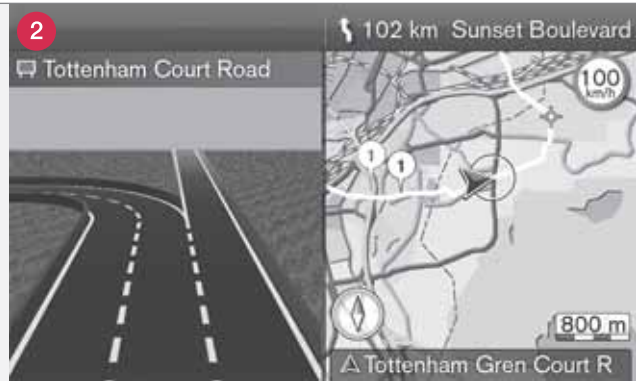 2
Tottenham Court Road
102 km Sunset Boulevard
100
km/h
1
1
800 m
Tottenham Gren Court R